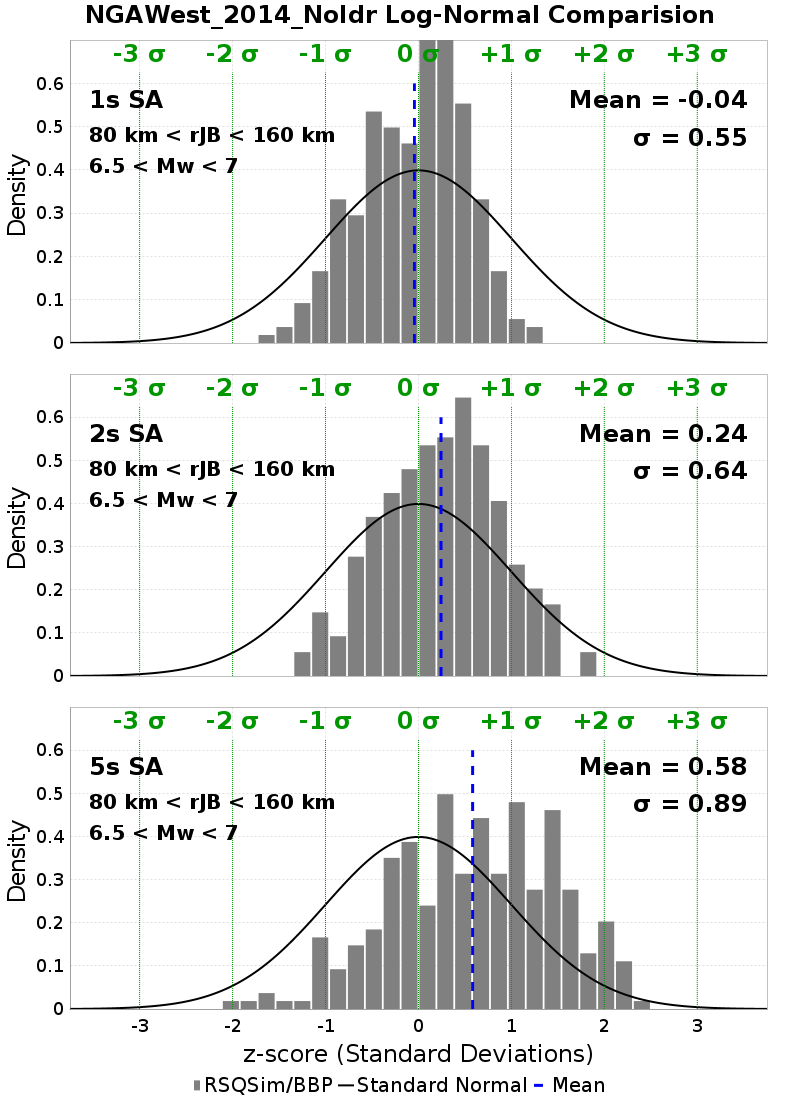 NGAWest_2014_NoIdr Log-Normal Comparision
-3 σ -2 σ -1 σ 0 σ +1 σ +2 σ +3 σ
1s SA
Mean = -0.04
80 km < rJB < 160 km
σ = 0.55
6.5 < Mw < 7
Density
0.6
0.5
0.4
0.3
0.2
0.1
0
-3 σ -2 σ -1 σ 0 σ +1 σ +2 σ +3 σ
2s SA
Mean = 0.24
80 km < rJB < 160 km
σ = 0.64
6.5 < Mw < 7
Density
0.6
0.5
0.4
0.3
0.2
0.1
0
-3 σ -2 σ -1 σ 0 σ +1 σ +2 σ +3 σ
5s SA
Mean = 0.58
80 km < rJB < 160 km
σ = 0.89
6.5 < Mw < 7
Density
0.6
0.5
0.4
0.3
0.2
0.1
0
-3 -2 -1 0 1 2 3
z-score (Standard Deviations)
RSQSim/BBP Standard Normal Mean